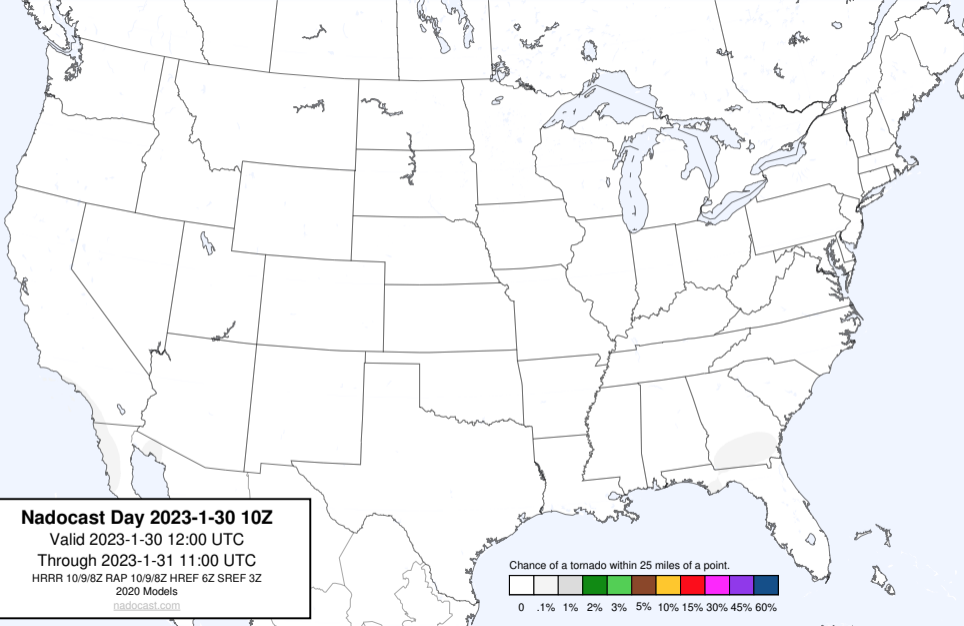 Nadocast Day 2023-1-30 10Z
Valid 2023-1-30 12:00 UTC
Through 2023-1-31 11:00 UTC
HRRR 10/9/8Z RAP 10/9/8Z HREF 6Z SREF 3Z
2020 Models
nadocast.com
Chance of a tornado within 25 miles of a point.
0 .1% 1% 2% 3% 5% 10% 15% 30% 45% 60%